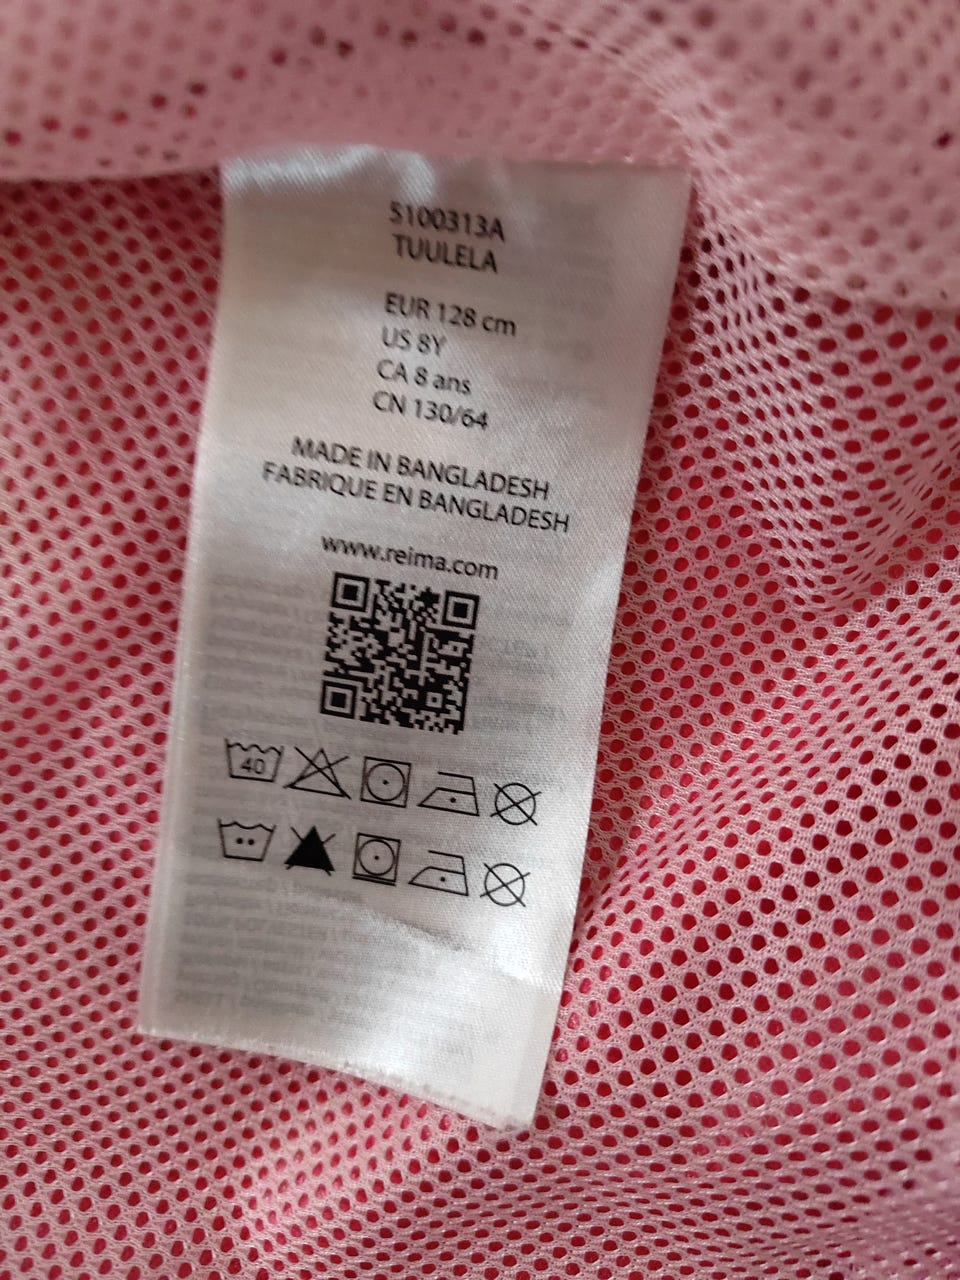 5100313A
TUULELA
EUR 128 cm
US 8Y
CA 8 ans
CN 130/64
MADE IN BANGLADESH
FABRIQUE EN BANGLADESH
www.reima.com
40